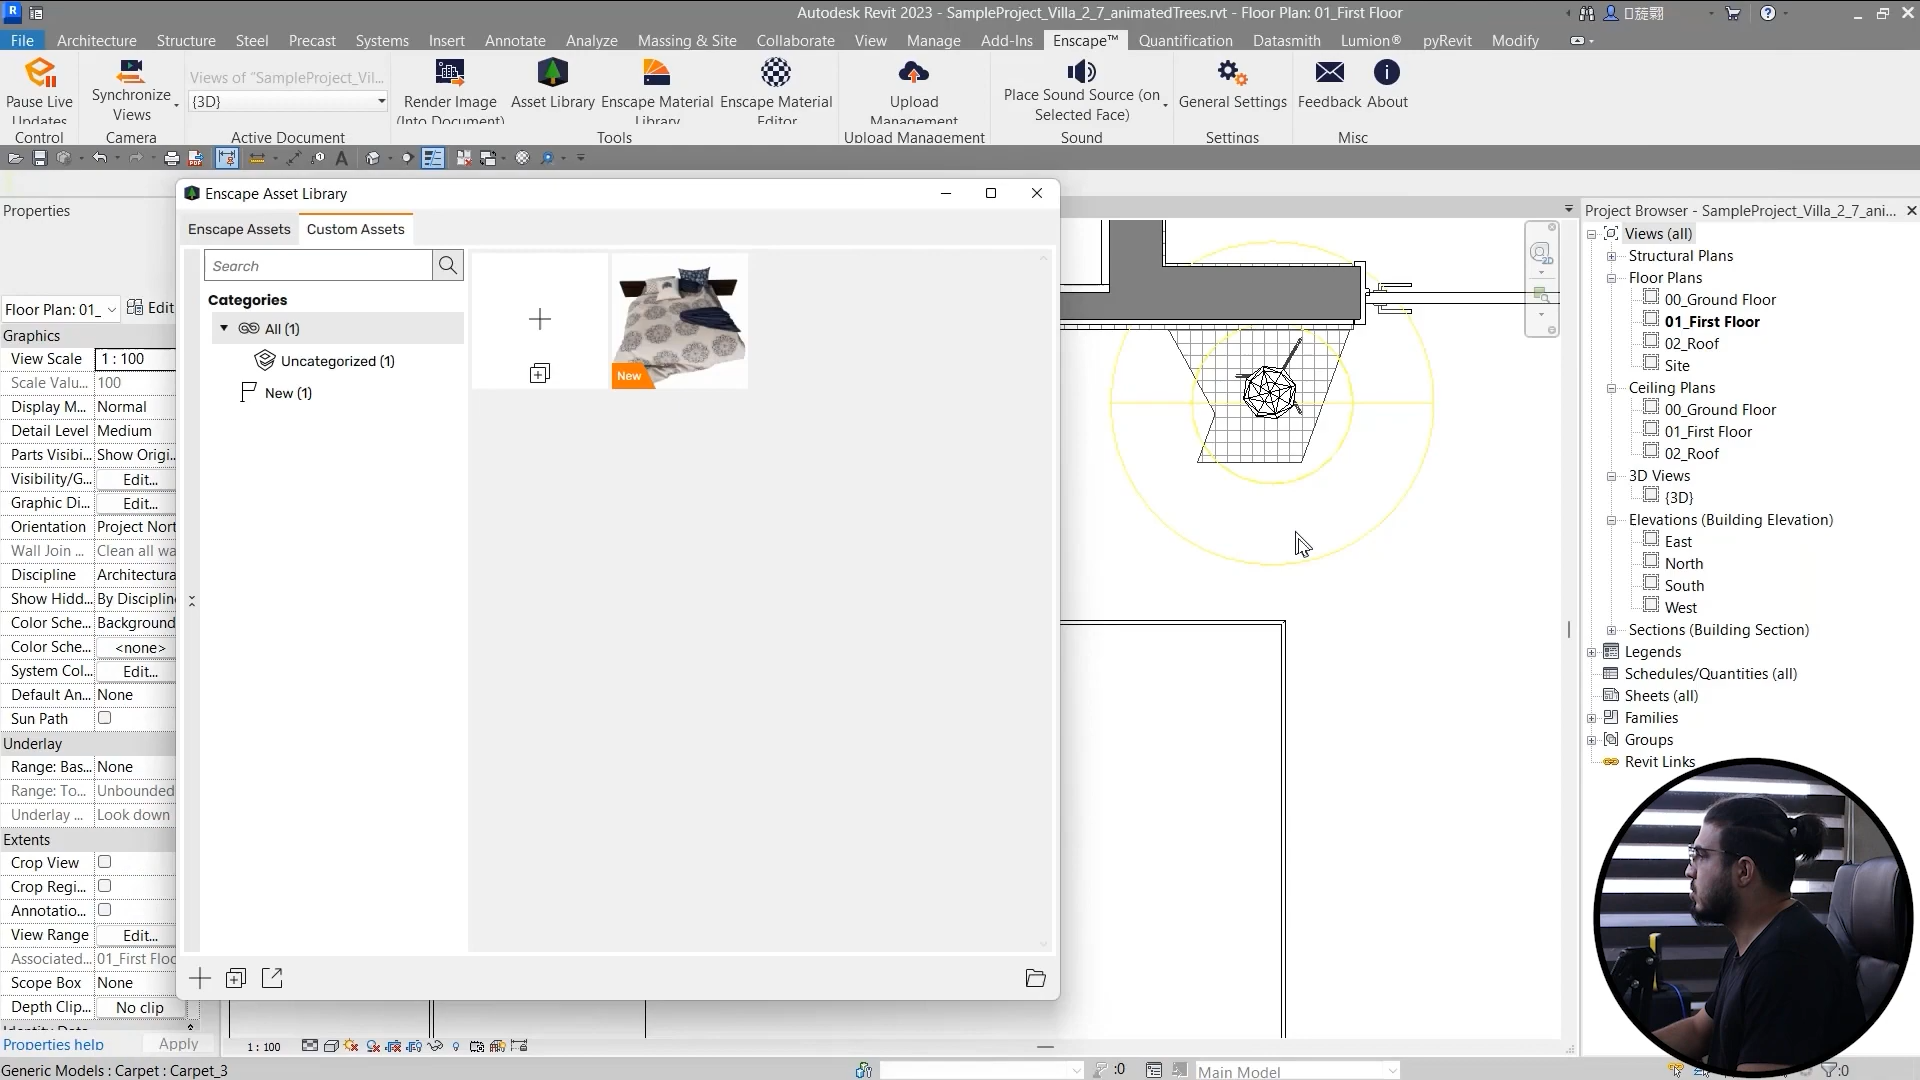 R
Autodesk Revit 2023 - SampleProject_Villa_2_7_animatedTrees.rvt - Floor Plan: 01_First Floor
File Architecture Structure Steel Precast Systems Insert Annotate Analyze Massing & Site Collaborate View Manage Add-Ins Enscape™ Quantification Datasmith Lumion® pyRevit Modify
Pause Live
Updates
Control
Synchronize
Views
Camera
Views of "SampleProject_Vil...
{3D}
Active Document
Render Image
(Into Document)
Asset Library
Enscape Material
Library
Enscape Material
Editor
Tools
Upload
Management
Upload Management
Place Sound Source (on
Selected Face)
Sound
General Settings
Settings
Feedback
About
Misc
Properties
Floor Plan: 01_
Edit
Graphics
View Scale 1 : 100
Scale Valu... 100
Display M... Normal
Detail Level Medium
Parts Visibi... Show Origi...
Visibility/G... Edit...
Graphic Di... Edit...
Orientation Project Nort
Wall Join ... Clean all wa
Discipline Architectura
Show Hidd... By Disciplin
Color Sche... Background
Color Sche... <none>
System Col... Edit...
Default An... None
Sun Path
Underlay
Range: Bas... None
Range: To... Unbounded
Underlay ... Look down
Extents
Crop View
Crop Regi...
Annotatio...
View Range Edit...
Associated... 01_First Floo
Scope Box None
Depth Clip... No clip
Identity Data
Properties help Apply
Enscape Asset Library
Enscape Assets Custom Assets
Search
Categories
All (1)
Uncategorized (1)
New (1)
New
2D
Project Browser - SampleProject_Villa_2_7_ani...
Views (all)
Structural Plans
Floor Plans
00_Ground Floor
01_First Floor
02_Roof
Site
Ceiling Plans
00_Ground Floor
01_First Floor
02_Roof
3D Views
{3D}
Elevations (Building Elevation)
East
North
South
West
Sections (Building Section)
Legends
Schedules/Quantities (all)
Sheets (all)
Families
Groups
Revit Links
1 : 100
Generic Models : Carpet : Carpet_3
:0
Main Model
:0